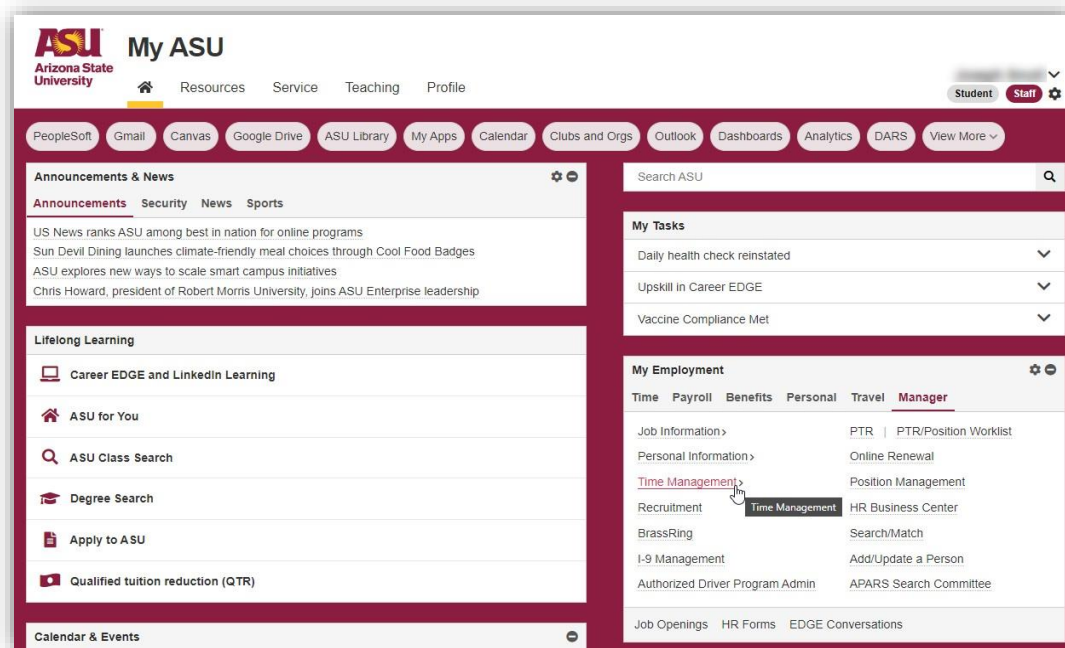 ASU
Arizona State
University
My ASU
Resources Service Teaching Profile
Student Staff
PeopleSoft Gmail Canvas Google Drive ASU Library My Apps Calendar Clubs and Orgs Outlook Dashboards Analytics DARS View More
Announcements & News
Announcements Security News Sports
US News ranks ASU among best in nation for online programs
Sun Devil Dining launches climate-friendly meal choices through Cool Food Badges
ASU explores new ways to scale smart campus initiatives
Chris Howard, president of Robert Morris University, joins ASU Enterprise leadership
Lifelong Learning
Career EDGE and LinkedIn Learning
ASU for You
ASU Class Search
Degree Search
Apply to ASU
Qualified tuition reduction (QTR)
Calendar & Events
Search ASU
My Tasks
Daily health check reinstated
Upskill in Career EDGE
Vaccine Compliance Met
My Employment
Time Payroll Benefits Personal Travel Manager
Job Information › PTR | PTR/Position Worklist
Personal Information › Online Renewal
Time Management › Position Management
Recruitment Time Management HR Business Center
BrassRing Search/Match
I-9 Management Add/Update a Person
Authorized Driver Program Admin APARS Search Committee
Job Openings HR Forms EDGE Conversations